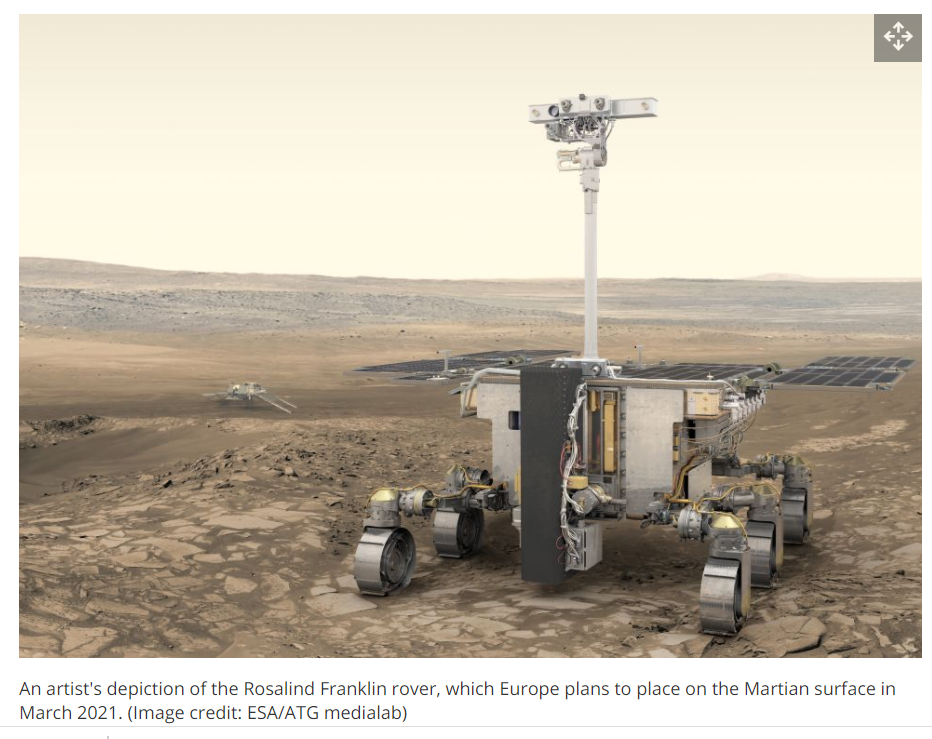 An artist's depiction of the Rosalind Franklin rover, which Europe plans to place on the Martian surface in
March 2021. (Image credit: ESA/ATG medialab)